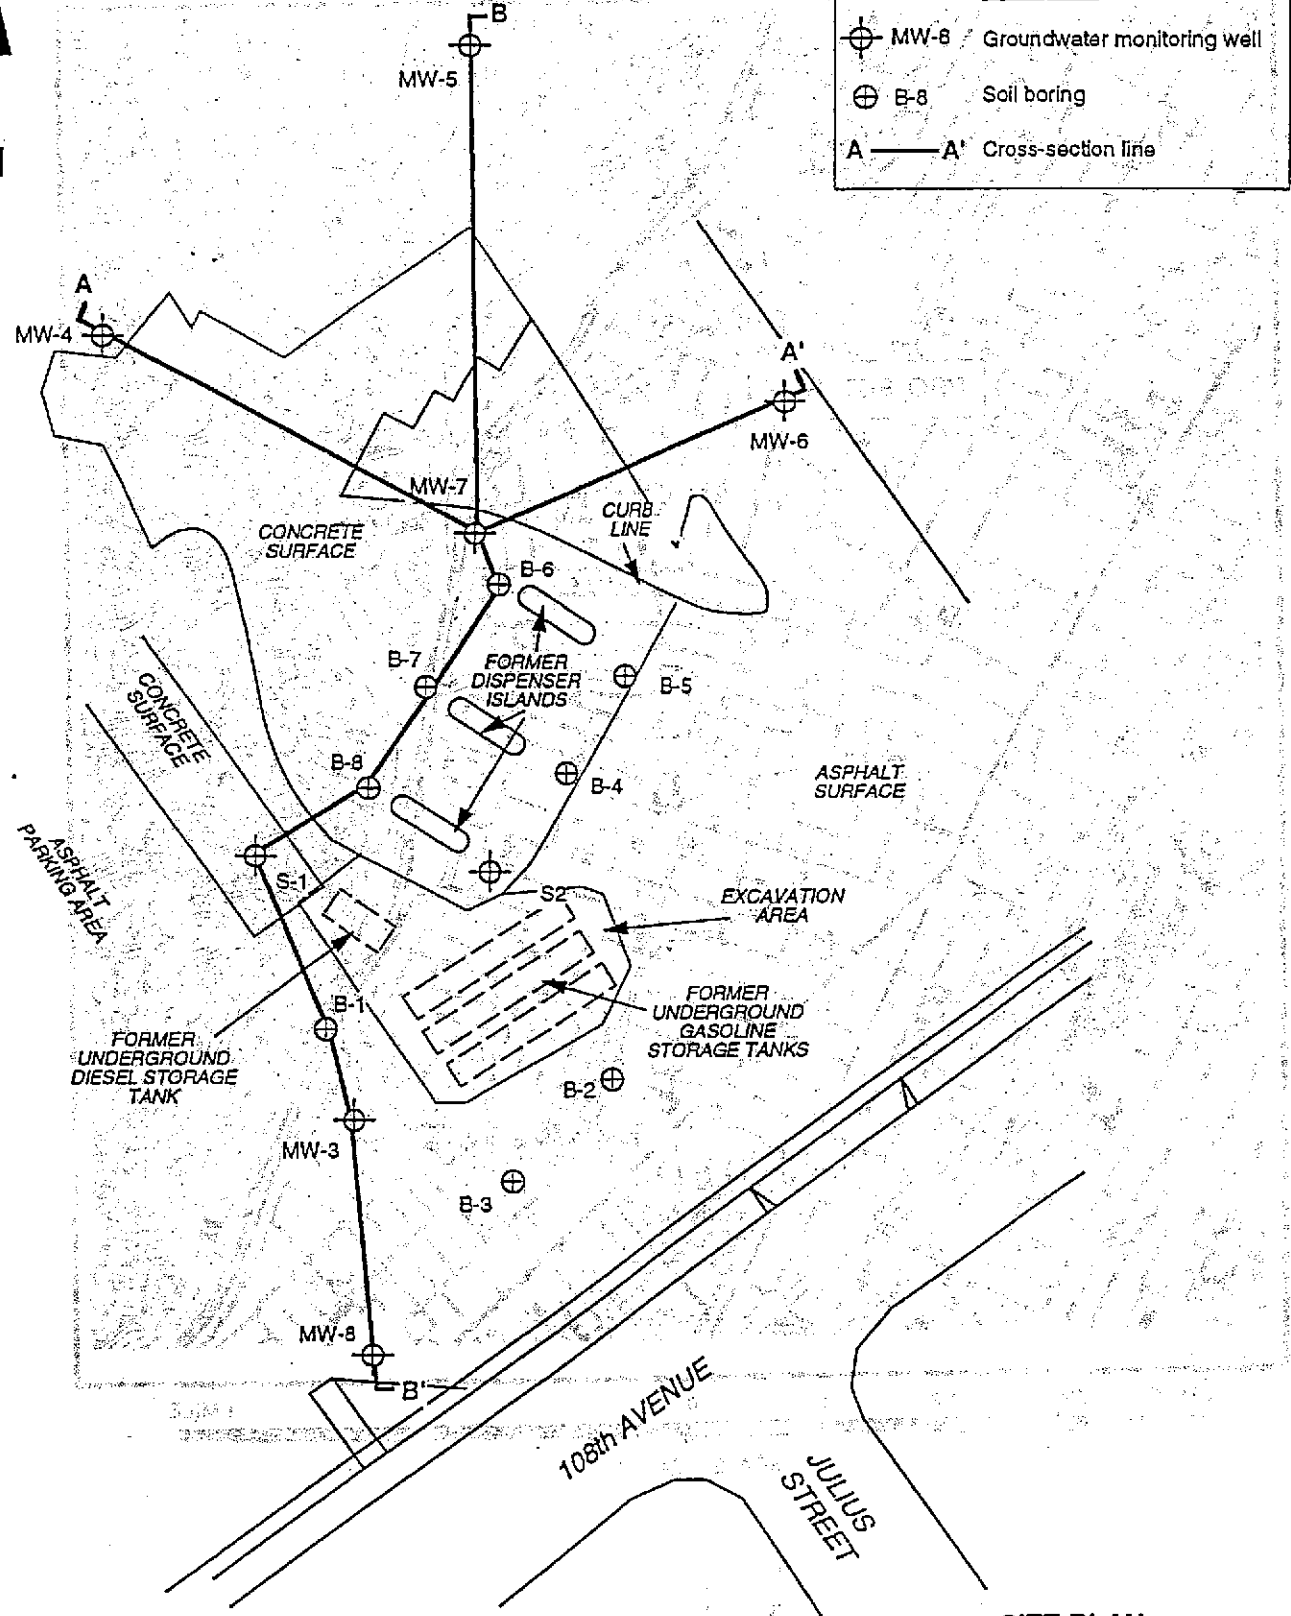 B
MW-5
MW-6 Groundwater monitoring well
B-8 Soil boring
A A' Cross-section line
A
MW-4
A'
MW-6
MW-7
CONCRETE
SURFACE
CURB
LINE
B-6
B-7
FORMER
DISPENSER
ISLANDS
B-5
CONCRETE
SURFACE
B-8
B-4
ASPHALT
SURFACE
ASPHALT
PARKING AREA
S-1
S2
EXCAVATION
AREA
B-1
FORMER
UNDERGROUND
GASOLINE
STORAGE TANKS
FORMER
UNDERGROUND
DIESEL STORAGE
TANK
B-2
MW-3
B-3
MW-8
B'
108th AVENUE
JULIUS
STREET